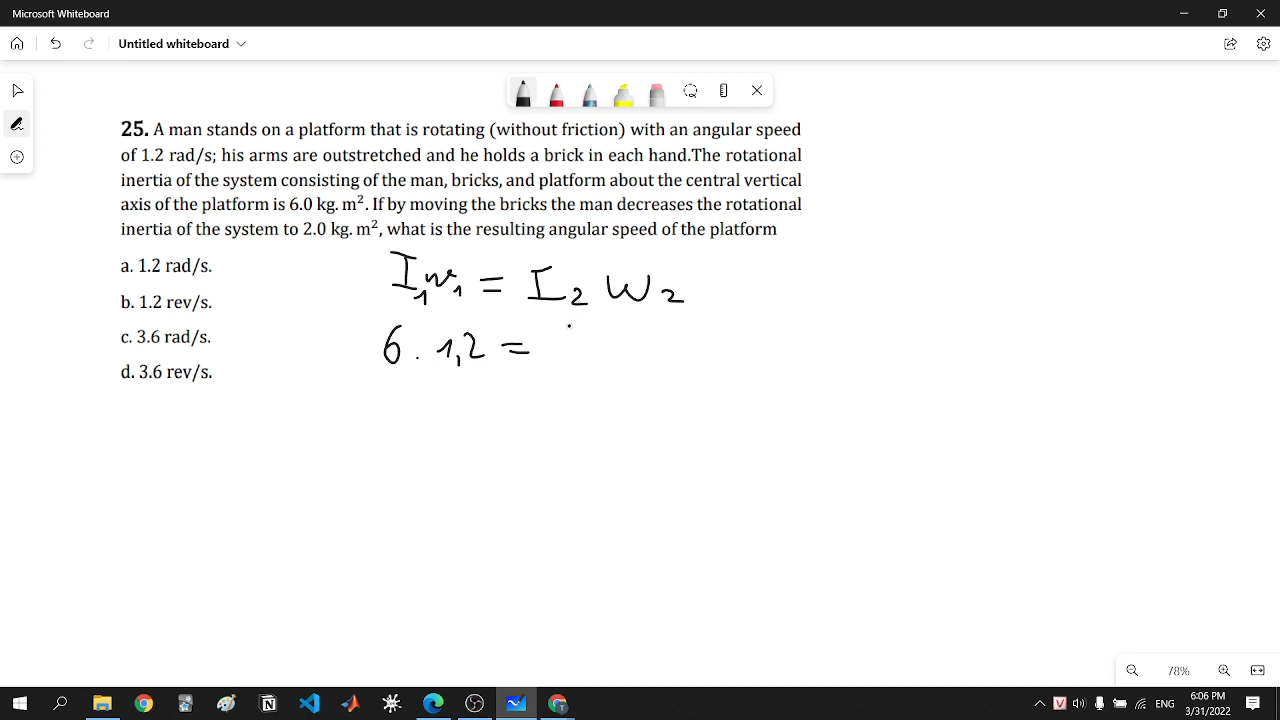 Microsoft Whiteboard
Untitled whiteboard
25. A man stands on a platform that is rotating (without friction) with an angular speed
of 1.2 rad/s; his arms are outstretched and he holds a brick in each hand.The rotational
inertia of the system consisting of the man, bricks, and platform about the central vertical
axis of the platform is 6.0 kg. m². If by moving the bricks the man decreases the rotational
inertia of the system to 2.0 kg. m², what is the resulting angular speed of the platform
a. 1.2 rad/s.
b. 1.2 rev/s.
c. 3.6 rad/s.
d. 3.6 rev/s.
I₁w₁ = I₂ w₂
6 . 1,2 =
78%
ENG
6:06 PM
3/31/2022